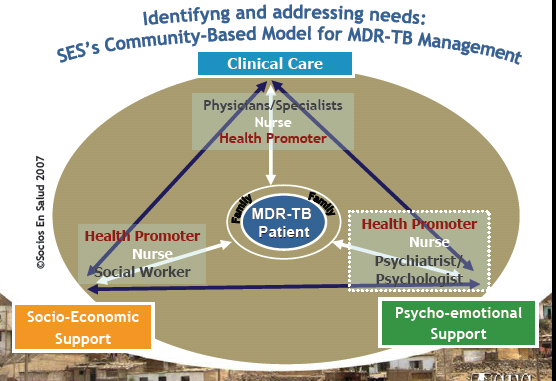 Identifyng and addressing needs:
SES's Community-Based Model for MDR-TB Management
Clinical Care
Physicians/Specialists
Nurse
Health Promoter
©Socios En Salud 2007
Family
Family
MDR-TB
Patient
Health Promoter
Nurse
Social Worker
Health Promoter
Nurse
Psychiatrist/
Psychologist
Socio-Economic
Support
Psycho-emotional
Support